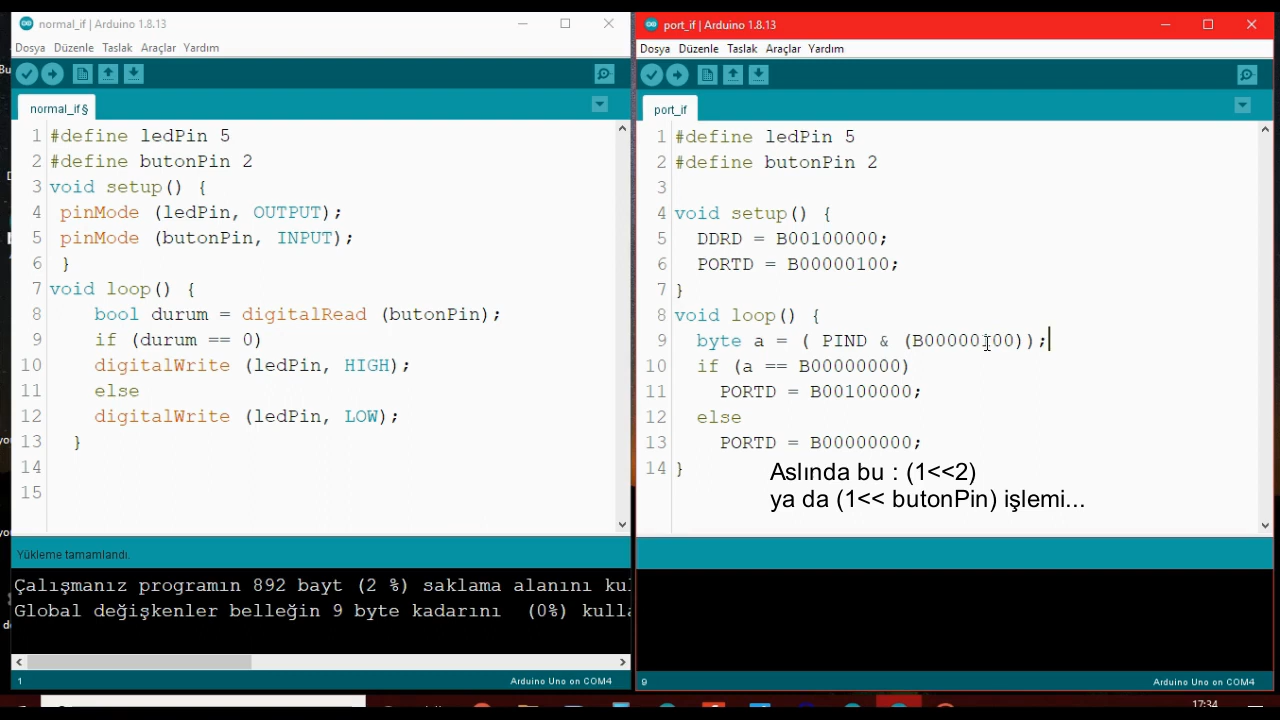 normal_if | Arduino 1.8.13
Dosya Düzenle Taslak Araçlar Yardım
normal_if§
1 #define ledPin 5
2 #define butonPin 2
3 void setup() {
4 pinMode (ledPin, OUTPUT);
5 pinMode (butonPin, INPUT);
6 }
7 void loop() {
8 bool durum = digitalRead (butonPin);
9 if (durum == 0)
10 digitalWrite (ledPin, HIGH);
11 else
12 digitalWrite (ledPin, LOW);
13 }
14
15
Yükleme tamamlandı.
Çalışmanız programın 892 bayt (2 %) saklama alanını
Global değişkenler belleğin 9 byte kadarını (0%)
1 Arduino Uno on COM4
port_if | Arduino 1.8.13
Dosya Düzenle Taslak Araçlar Yardım
port_if
1 #define ledPin 5
2 #define butonPin 2
3
4 void setup() {
5 DDRD = B00100000;
6 PORTD = B00000100;
7 }
8 void loop() {
9 byte a = ( PIND & (B00000100));
10 if (a == B00000000)
11 PORTD = B00100000;
12 else
13 PORTD = B00000000;
14 }
Aslında bu : (1<<2)
ya da (1<< butonPin) işlemi...
9 Arduino Uno on COM4
17:34